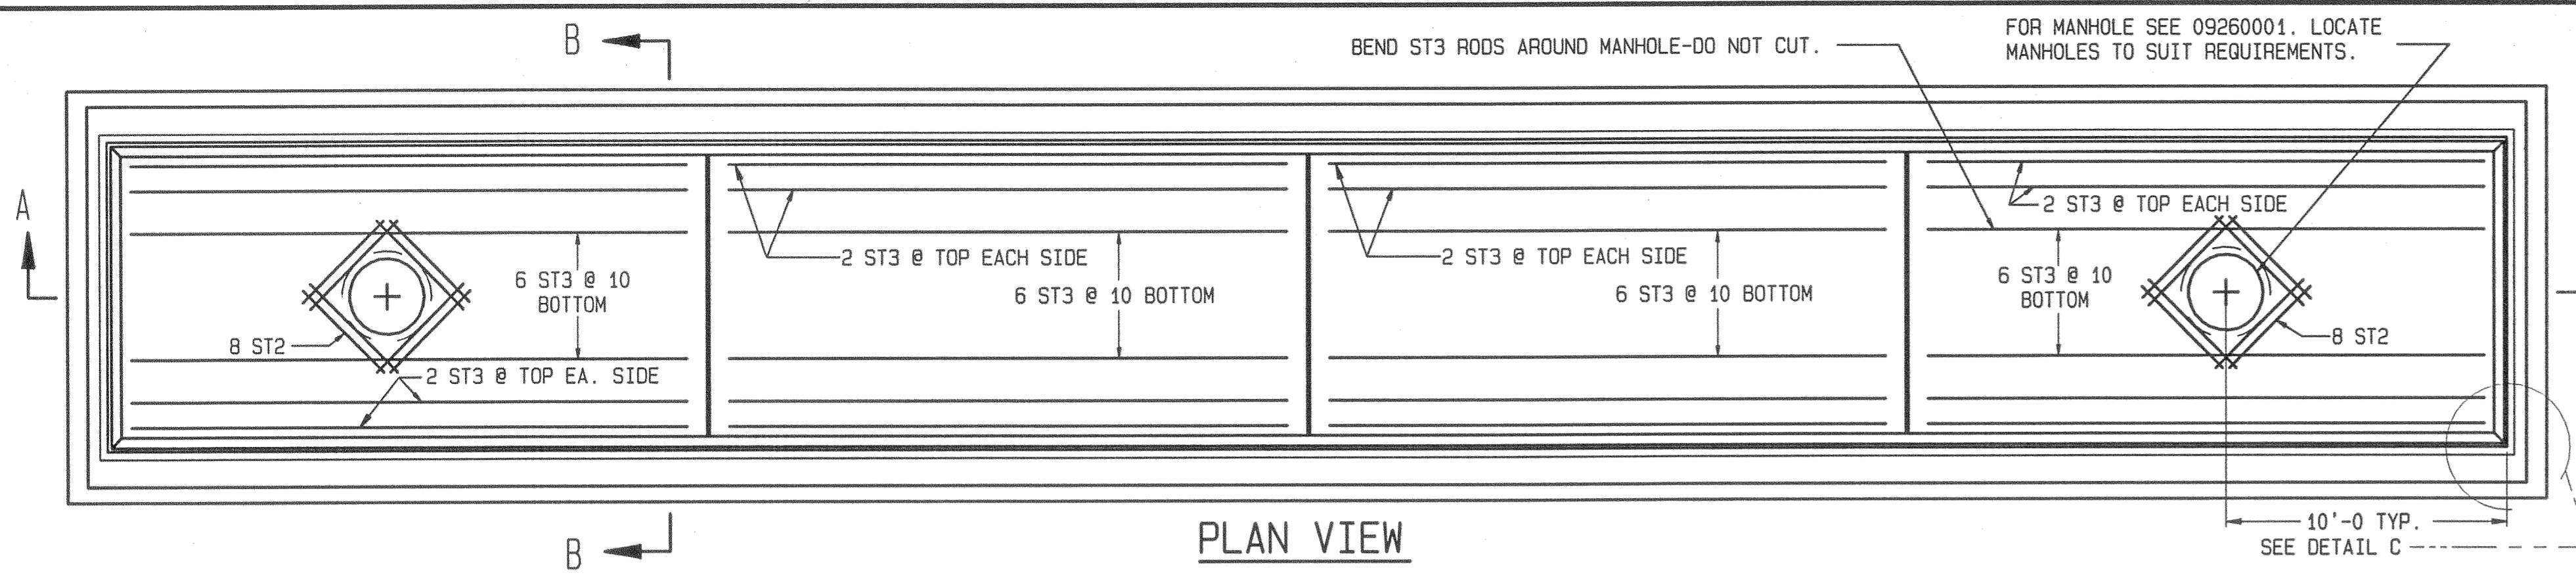 B
BEND ST3 RODS AROUND MANHOLE-DO NOT CUT.
FOR MANHOLE SEE 09260001. LOCATE
MANHOLES TO SUIT REQUIREMENTS.
A
2 ST3 @ TOP EACH SIDE
2 ST3 @ TOP EACH SIDE
2 ST3 @ TOP EACH SIDE
6 ST3 @ 10
BOTTOM
6 ST3 @ 10 BOTTOM
6 ST3 @ 10 BOTTOM
6 ST3 @ 10
BOTTOM
8 ST2
8 ST2
2 ST3 @ TOP EA. SIDE
10'-0 TYP.
SEE DETAIL C
PLAN VIEW
B